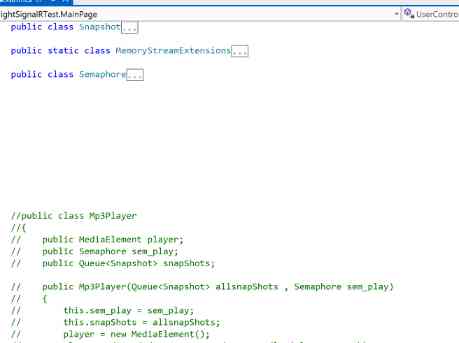 ightSignalRTest.MainPage
UserContro
public class Snapshot...
public static class MemoryStreamExtensions...
public class Semaphore...
//public class Mp3Player
//{
//    public MediaElement player;
//    public Semaphore sem_play;
//    public Queue<Snapshot> snapShots;
//    public Mp3Player(Queue<Snapshot> allsnapShots , Semaphore sem_play)
//    {
//        this.sem_play = sem_play;
//        this.snapShots = allsnapShots;
//        player = new MediaElement();